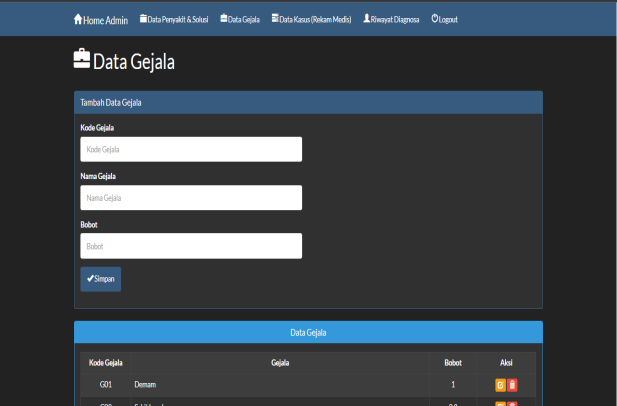 Home Admin Data Penyakit & Solusi Data Gejala Data Kasus (Rekam Medis) Riwayat Diagnosa Logout
Data Gejala
Tambah Data Gejala
Kode Gejala
Kode Gejala
Nama Gejala
Nama Gejala
Bobot
Bobot
Simpan
Data Gejala
Kode Gejala Gejala Bobot Aksi
G01 Demam 1